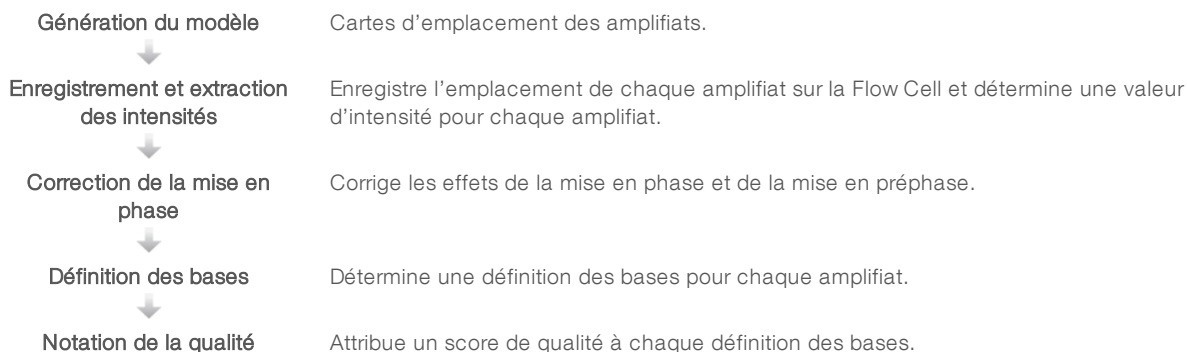 Génération du modèle
Cartes d’emplacement des amplifiats.
Enregistrement et extraction
des intensités
Enregistre l’emplacement de chaque amplifiat sur la Flow Cell et détermine une valeur
d’intensité pour chaque amplifiat.
Correction de la mise en
phase
Corrige les effets de la mise en phase et de la mise en préphase.
Définition des bases
Détermine une définition des bases pour chaque amplifiat.
Notation de la qualité
Attribue un score de qualité à chaque définition des bases.